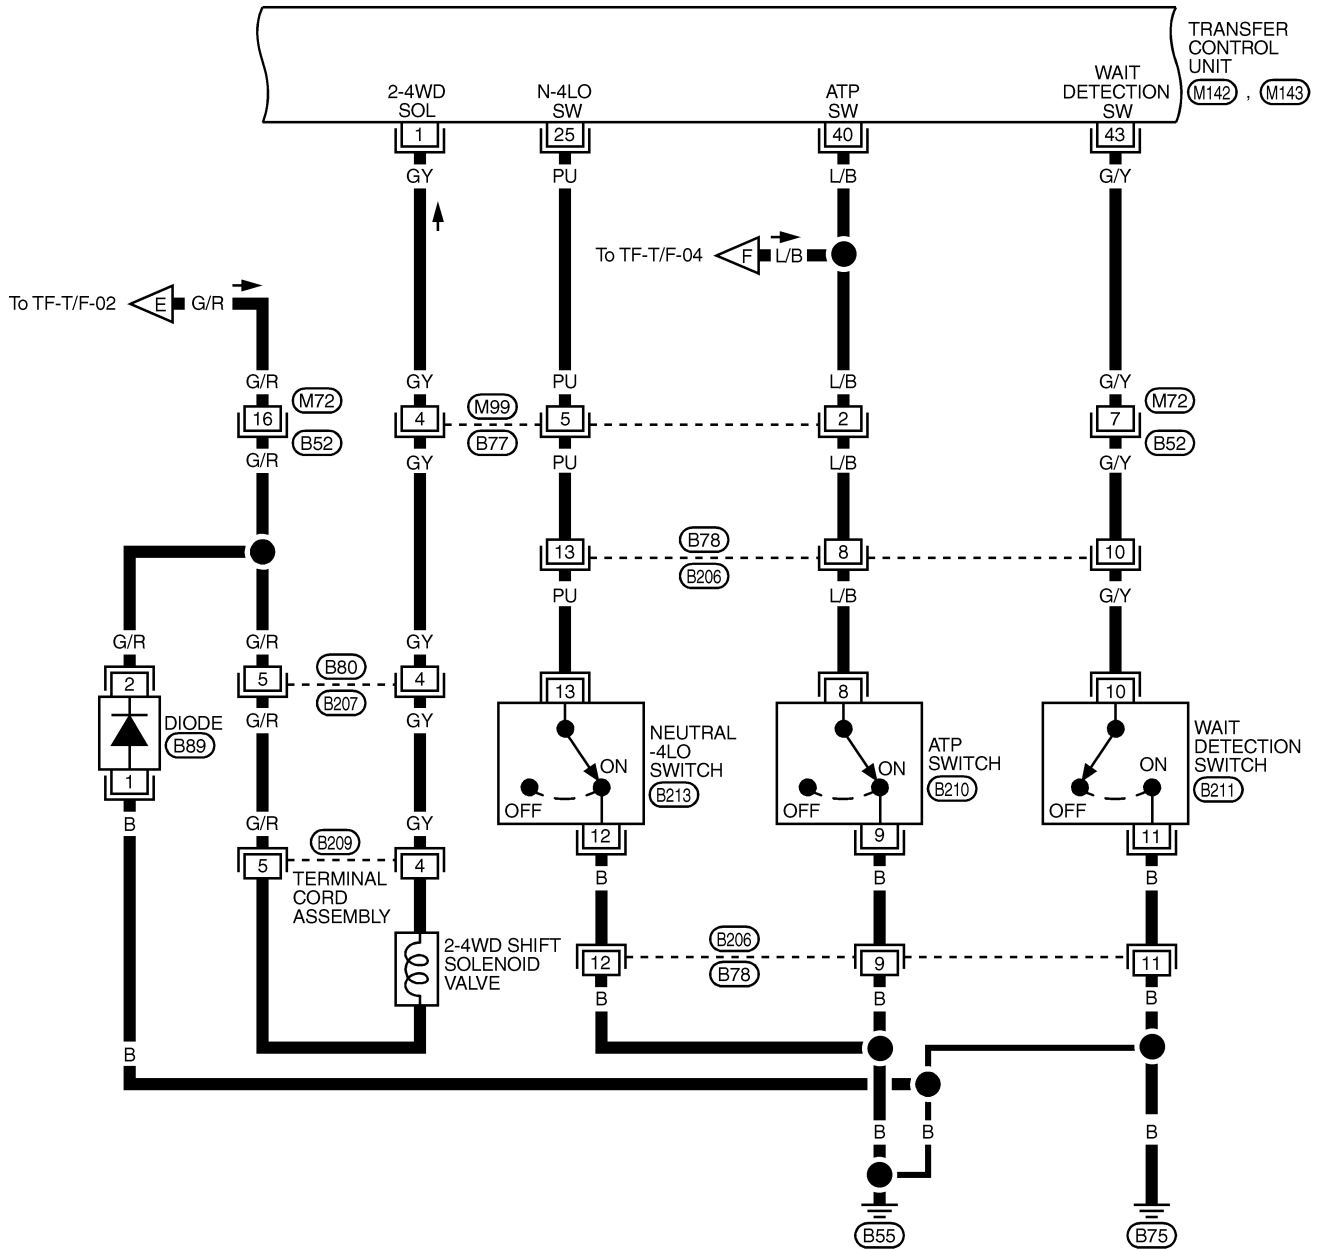 TRANSFER
CONTROL
UNIT
M142 , M143
2-4WD
SOL
N-4LO
SW
ATP
SW
WAIT
DETECTION
SW
1
25
40
43
GY
PU
L/B
G/Y
To TF-T/F-04
F
L/B
To TF-T/F-02
E
G/R
G/R
GY
PU
L/B
G/Y
16
M72
B52
4
M99
B77
5
2
7
M72
B52
G/R
GY
PU
L/B
G/Y
13
B78
B206
8
10
PU
L/B
G/Y
G/R
G/R
GY
2
5
B80
B207
4
13
8
10
G/R
GY
DIODE
B89
1
B
NEUTRAL
-4LO
SWITCH
B213
ON
OFF
ATP
SWITCH
B210
ON
OFF
WAIT
DETECTION
SWITCH
B211
ON
OFF
G/R
GY
12
9
11
5
B209
4
TERMINAL
CORD
ASSEMBLY
B
B
B
2-4WD SHIFT
SOLENOID
VALVE
12
B206
B78
9
11
B
B
B
B
B
B
B
B55
B75